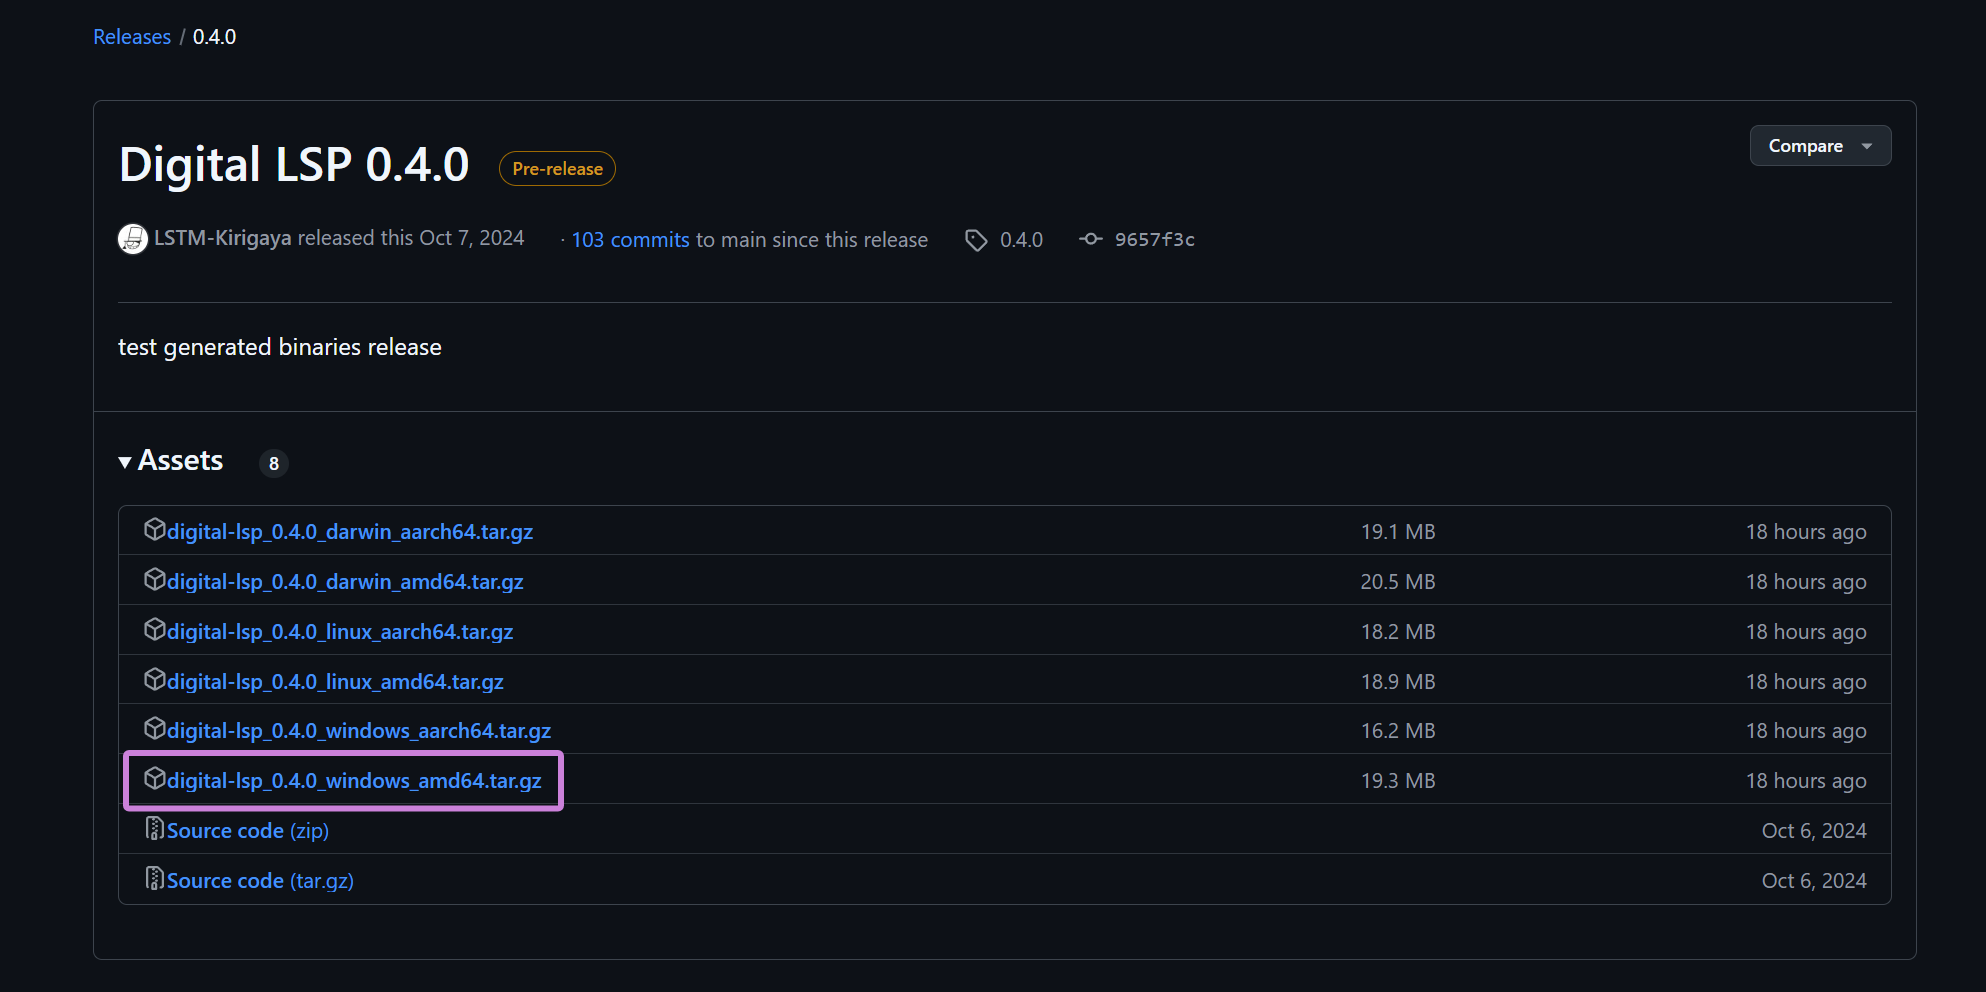 Releases / 0.4.0
Digital LSP 0.4.0 Pre-release Compare
LSTM-Kirigaya released this Oct 7, 2024 · 103 commits to main since this release 0.4.0 9657f3c
test generated binaries release
Assets 8
digital-lsp_0.4.0_darwin_aarch64.tar.gz 19.1 MB 18 hours ago
digital-lsp_0.4.0_darwin_amd64.tar.gz 20.5 MB 18 hours ago
digital-lsp_0.4.0_linux_aarch64.tar.gz 18.2 MB 18 hours ago
digital-lsp_0.4.0_linux_amd64.tar.gz 18.9 MB 18 hours ago
digital-lsp_0.4.0_windows_aarch64.tar.gz 16.2 MB 18 hours ago
digital-lsp_0.4.0_windows_amd64.tar.gz 19.3 MB 18 hours ago
Source code (zip) Oct 6, 2024
Source code (tar.gz) Oct 6, 2024